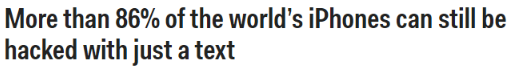 More than 86% of the world’s iPhones can still be
hacked with just a text